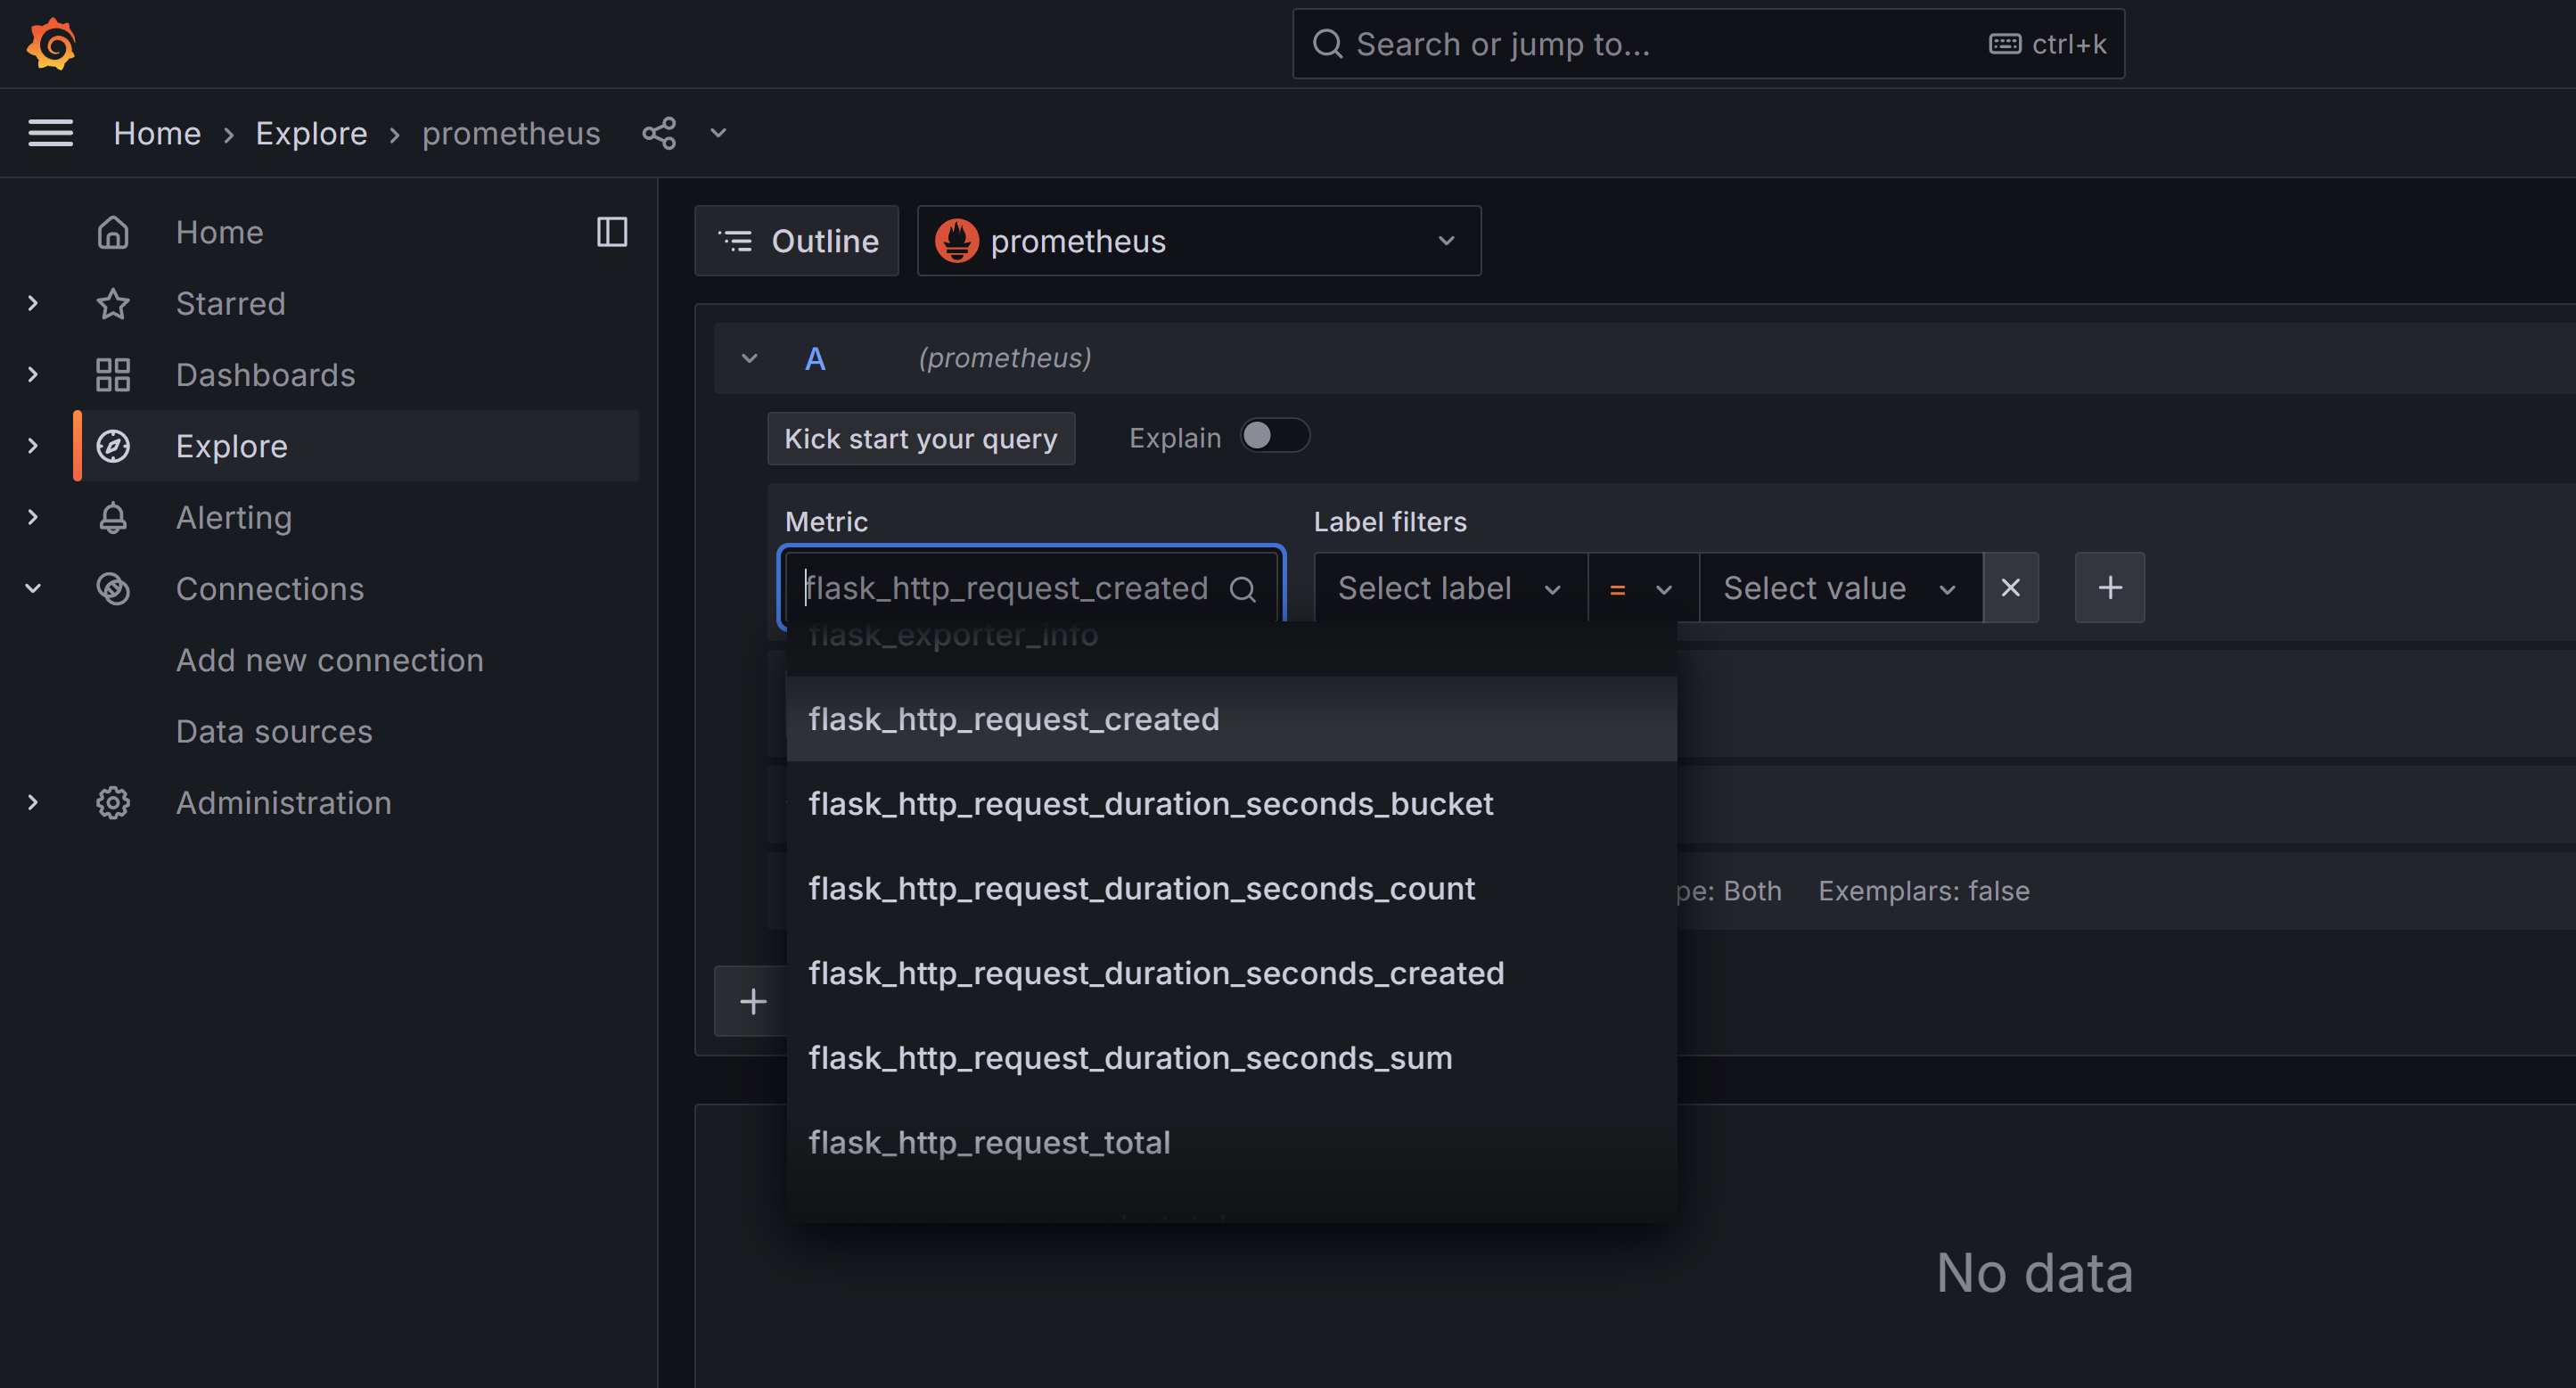 Search or jump to...
ctrl+k
Home › Explore › prometheus
Home
Starred
Dashboards
Explore
Alerting
Connections
Add new connection
Data sources
Administration
Outline
prometheus
A (prometheus)
Kick start your query
Explain
Metric
Label filters
flask_http_request_created
Select label
=
Select value
flask_exporter_info
flask_http_request_created
flask_http_request_duration_seconds_bucket
flask_http_request_duration_seconds_count
pe: Both
Exemplars: false
flask_http_request_duration_seconds_created
flask_http_request_duration_seconds_sum
flask_http_request_total
No data